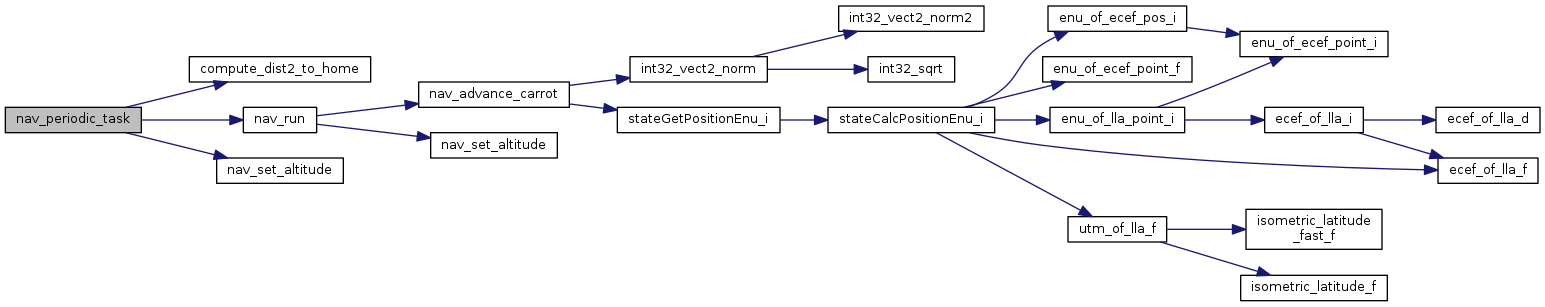 nav_periodic_task
compute_dist2_to_home
nav_run
nav_set_altitude
nav_advance_carrot
nav_set_altitude
int32_vect2_norm
stateGetPositionEnu_i
int32_vect2_norm2
int32_sqrt
stateCalcPositionEnu_i
enu_of_ecef_pos_i
enu_of_ecef_point_f
enu_of_lla_point_i
utm_of_lla_f
enu_of_ecef_point_i
ecef_of_lla_i
isometric_latitude
_fast_f
isometric_latitude_f
ecef_of_lla_d
ecef_of_lla_f